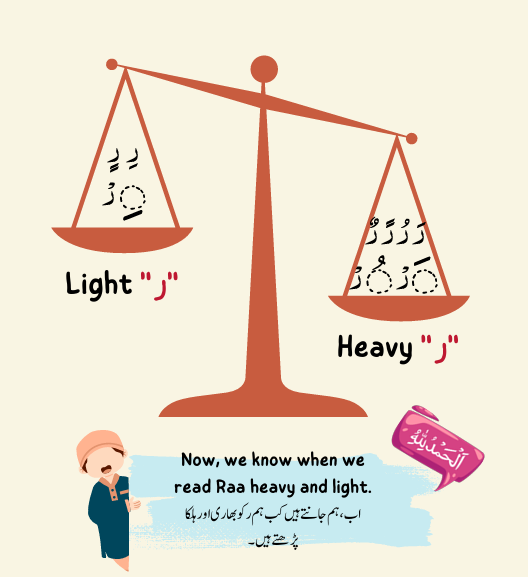 رِ رٍ
◌ِ رْ
Light "ر"
رَ رُ رً رٌ
◌َ رْ ◌ُ رْ
Heavy "ر"
اَلْحَمْدُلِلّٰه
Now, we know when we
read Raa heavy and light.
اب، ہم جانتے ہیں کب ہم ر کو بھاری اور ہلکا
پڑھتے ہیں۔